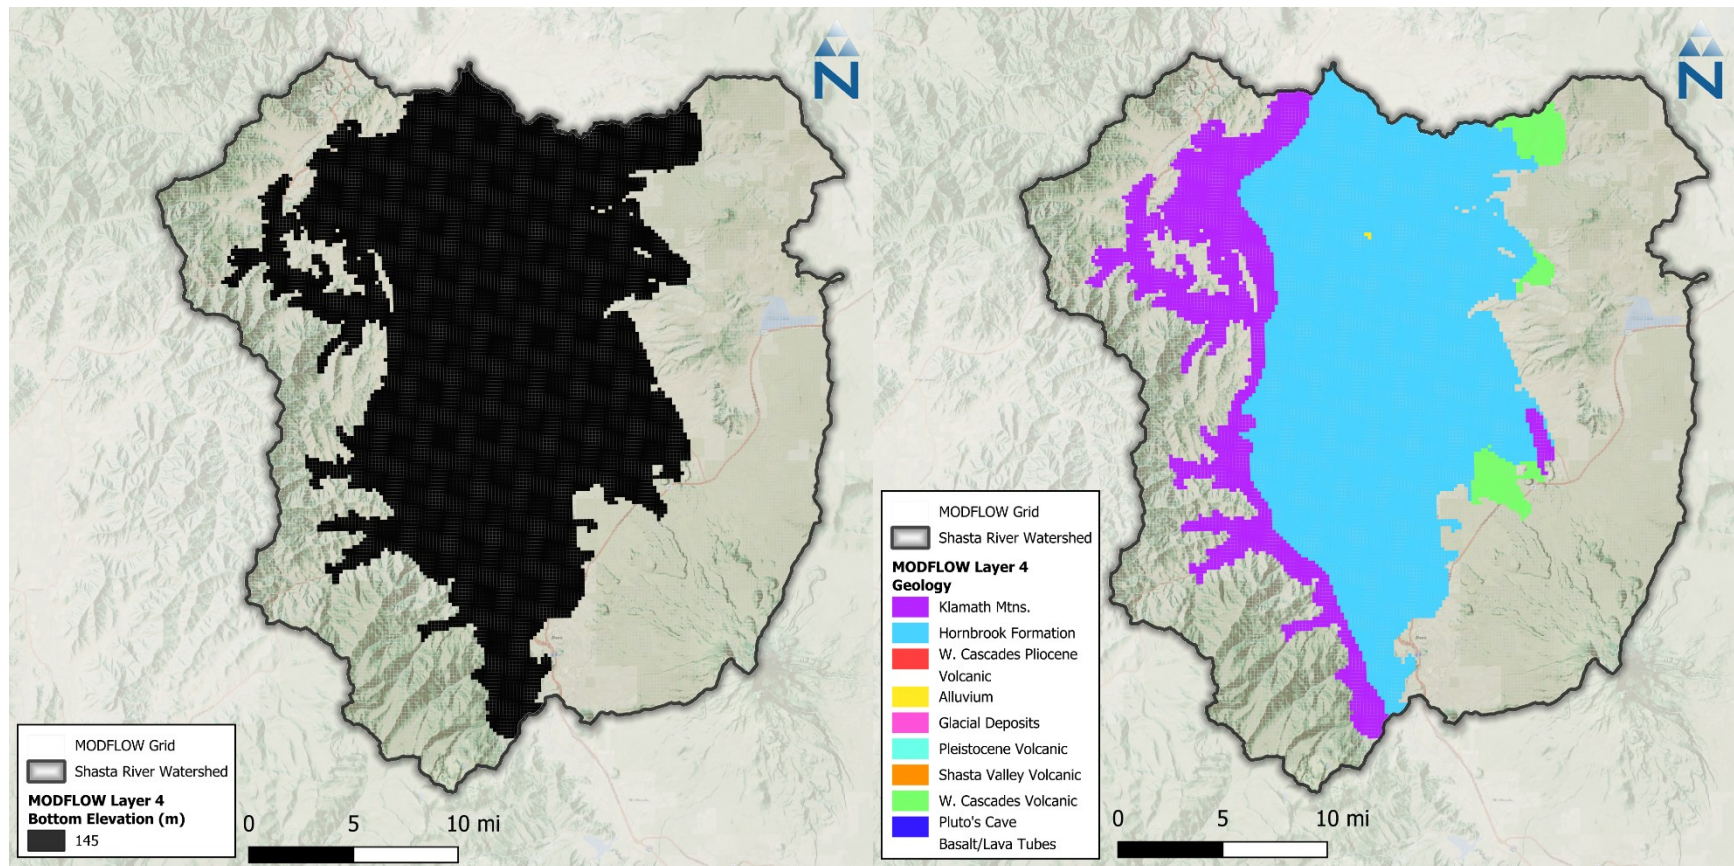 N
MODFLOW Grid
Shasta River Watershed
MODFLOW Layer 4
Bottom Elevation (m)
145
0 5 10 mi
N
MODFLOW Grid
Shasta River Watershed
MODFLOW Layer 4
Geology
Klamath Mtns.
Hornbrook Formation
W. Cascades Pliocene
Volcanic
Alluvium
Glacial Deposits
Pleistocene Volcanic
Shasta Valley Volcanic
W. Cascades Volcanic
Pluto's Cave
Basalt/Lava Tubes
0 5 10 mi